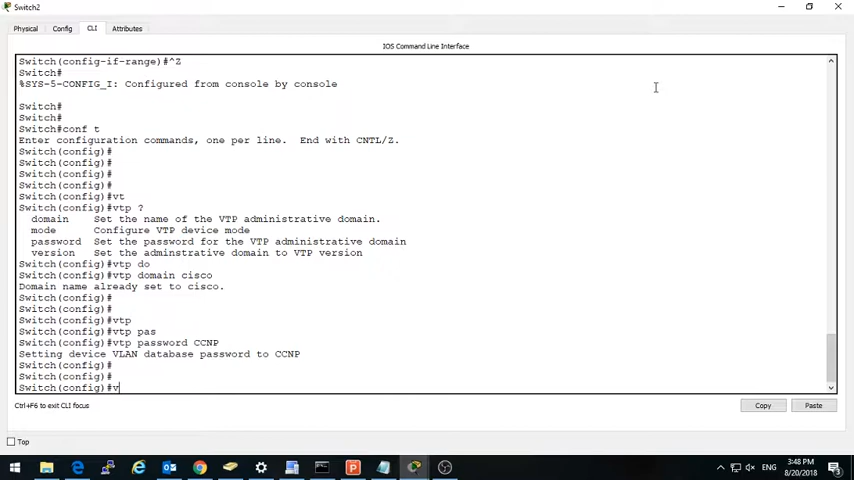 Switch2
Physical Config CLI Attributes
IOS Command Line Interface
Switch(config-if-range)#^Z
Switch#
%SYS-5-CONFIG_I: Configured from console by console
Switch#
Switch#
Switch#conf t
Enter configuration commands, one per line.  End with CNTL/Z.
Switch(config)#
Switch(config)#
Switch(config)#
Switch(config)#
Switch(config)#vt
Switch(config)#vtp ?
domain Set the name of the VTP administrative domain.
mode Configure VTP device mode
password Set the password for the VTP administrative domain
version Set the adminstrative domain to VTP version
Switch(config)#vtp do
Switch(config)#vtp domain cisco
Domain name already set to cisco.
Switch(config)#
Switch(config)#
Switch(config)#vtp
Switch(config)#vtp pas
Switch(config)#vtp password CCNP
Setting device VLAN database password to CCNP
Switch(config)#
Switch(config)#
Switch(config)#v
Ctrl+F6 to exit CLI focus
Copy Paste
Top
ENG
3:48 PM
8/20/2018
3